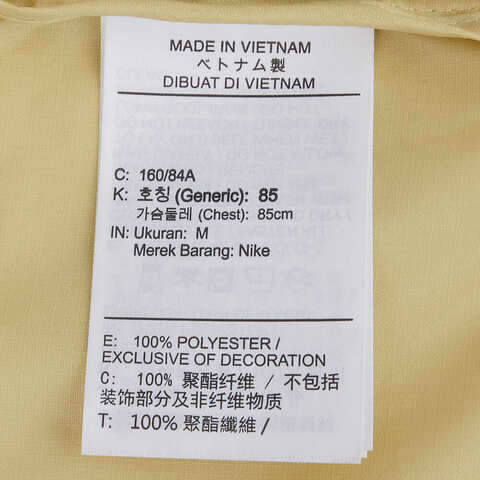 MADE IN VIETNAM
ベトナム製
DIBUAT DI VIETNAM
C: 160/84A
K: 호칭 (Generic): 85
가슴둘레 (Chest): 85cm
IN: Ukuran: M
Merek Barang: Nike
E: 100% POLYESTER /
EXCLUSIVE OF DECORATION
C: 100% 聚酯纤维 / 不包括
装饰部分及非纤维物质
T: 100% 聚酯纖維 /